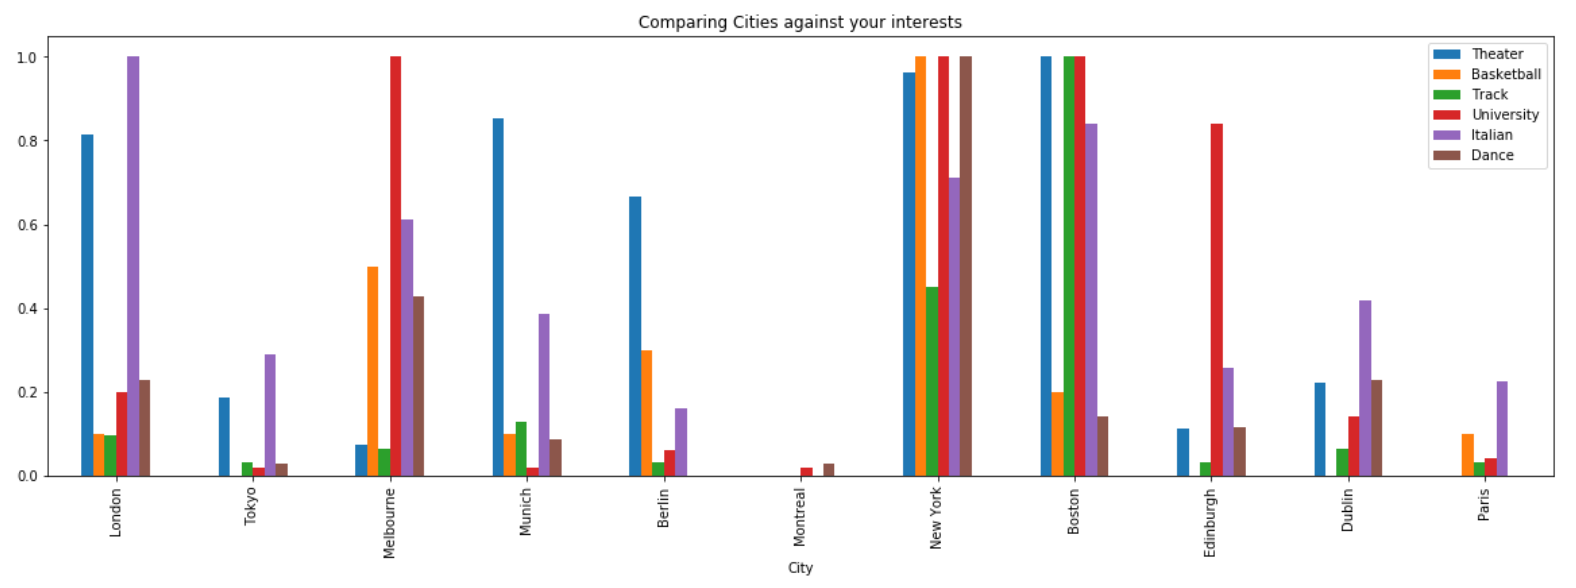 Comparing Cities against your interests
1.0
0.8
0.6
0.4
0.2
0.0
Theater
Basketball
Track
University
Italian
Dance
London
Tokyo
Melbourne
Munich
Berlin
Montreal
New York
Boston
Edinburgh
Dublin
Paris
City